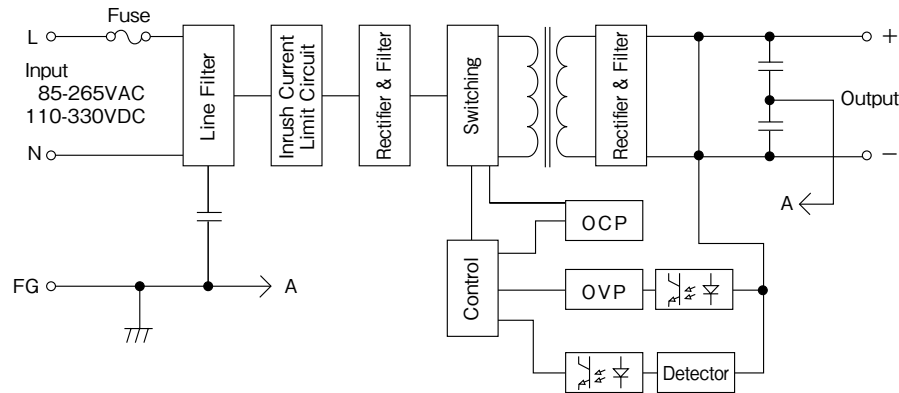 Fuse
L
Input
85-265VAC
110-330VDC
N
Line Filter
Inrush Current
Limit Circuit
Rectifier & Filter
Switching
Rectifier & Filter
+
Output
−
A
OCP
FG
A
Control
OVP
Detector